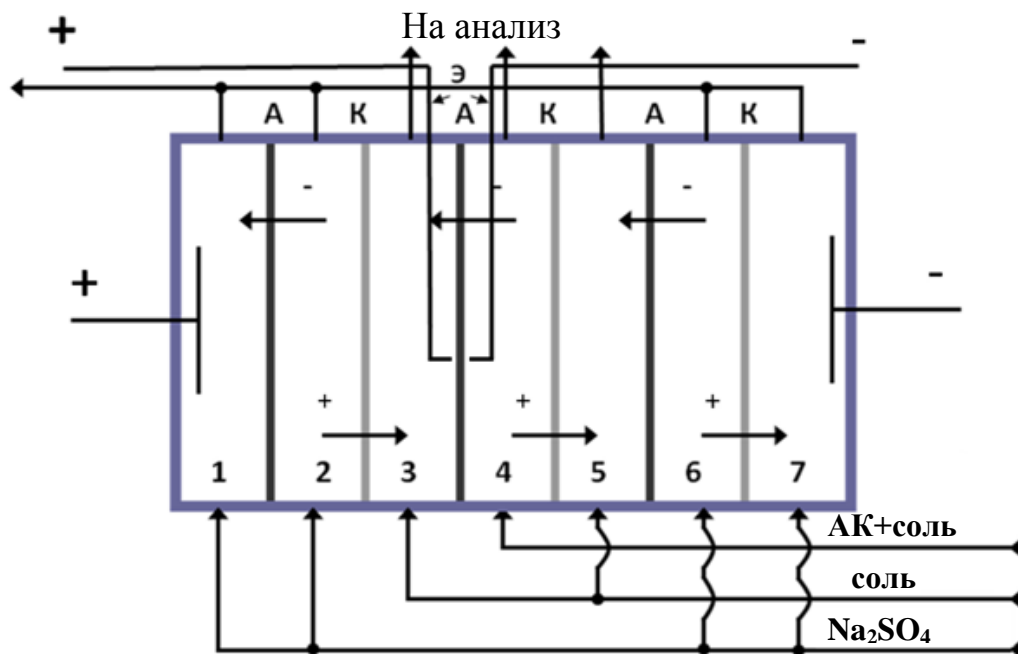 На анализ
+ -
Э
А К А К А К
- - -
+ -
+ + +
1 2 3 4 5 6 7
АК+соль
соль
Na₂SO₄